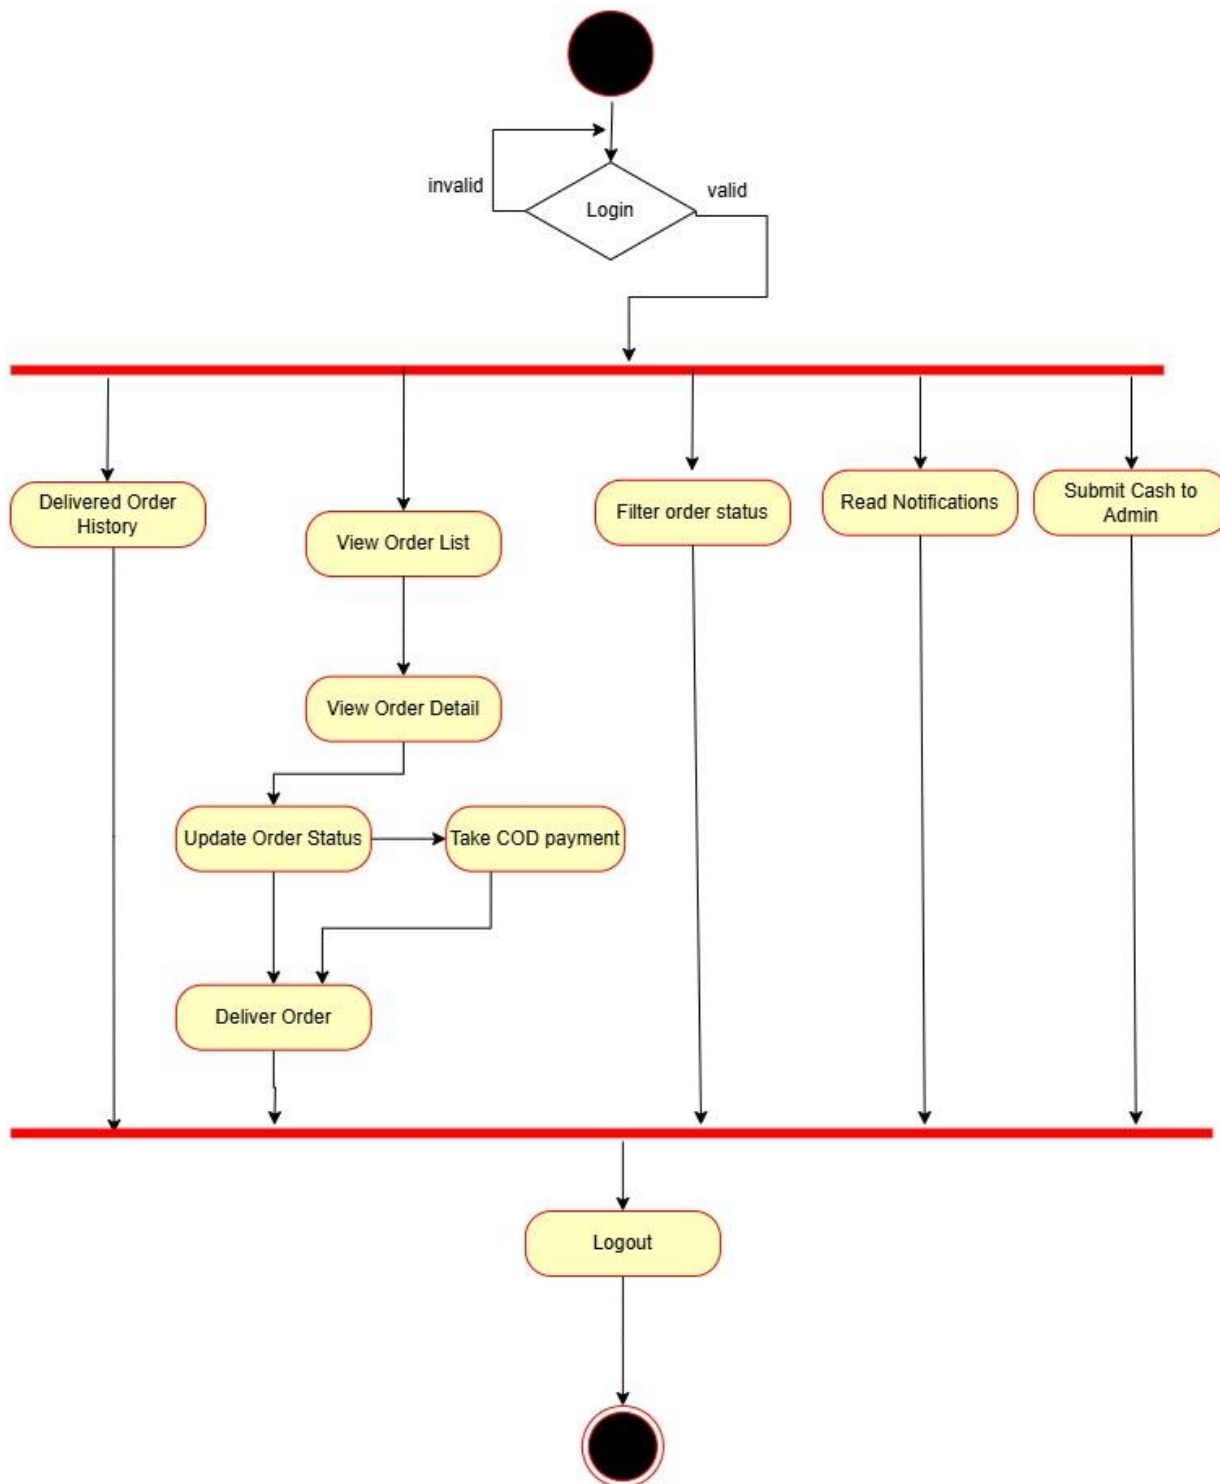 invalid
valid
Login
Delivered Order
History
View Order List
Filter order status
Read Notifications
Submit Cash to
Admin
View Order Detail
Update Order Status
Take COD payment
Deliver Order
Logout